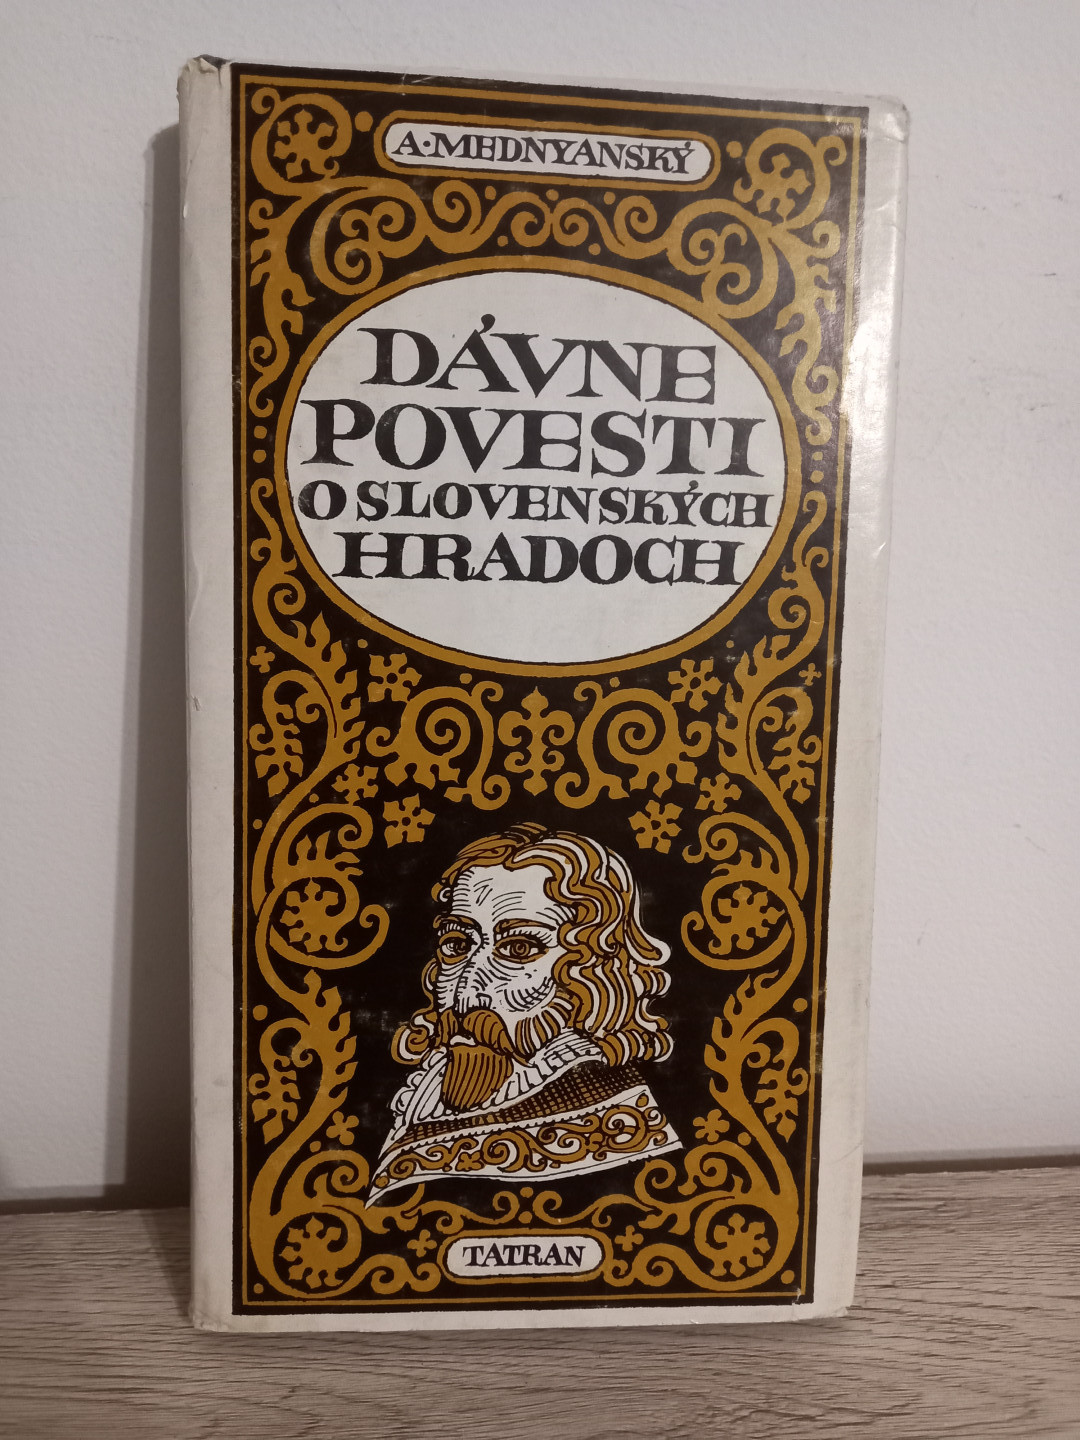 A·MEDNYANSKÝ
DÁVNE
POVESTI
O SLOVENSKÝCH
HRADOCH
TATRAN